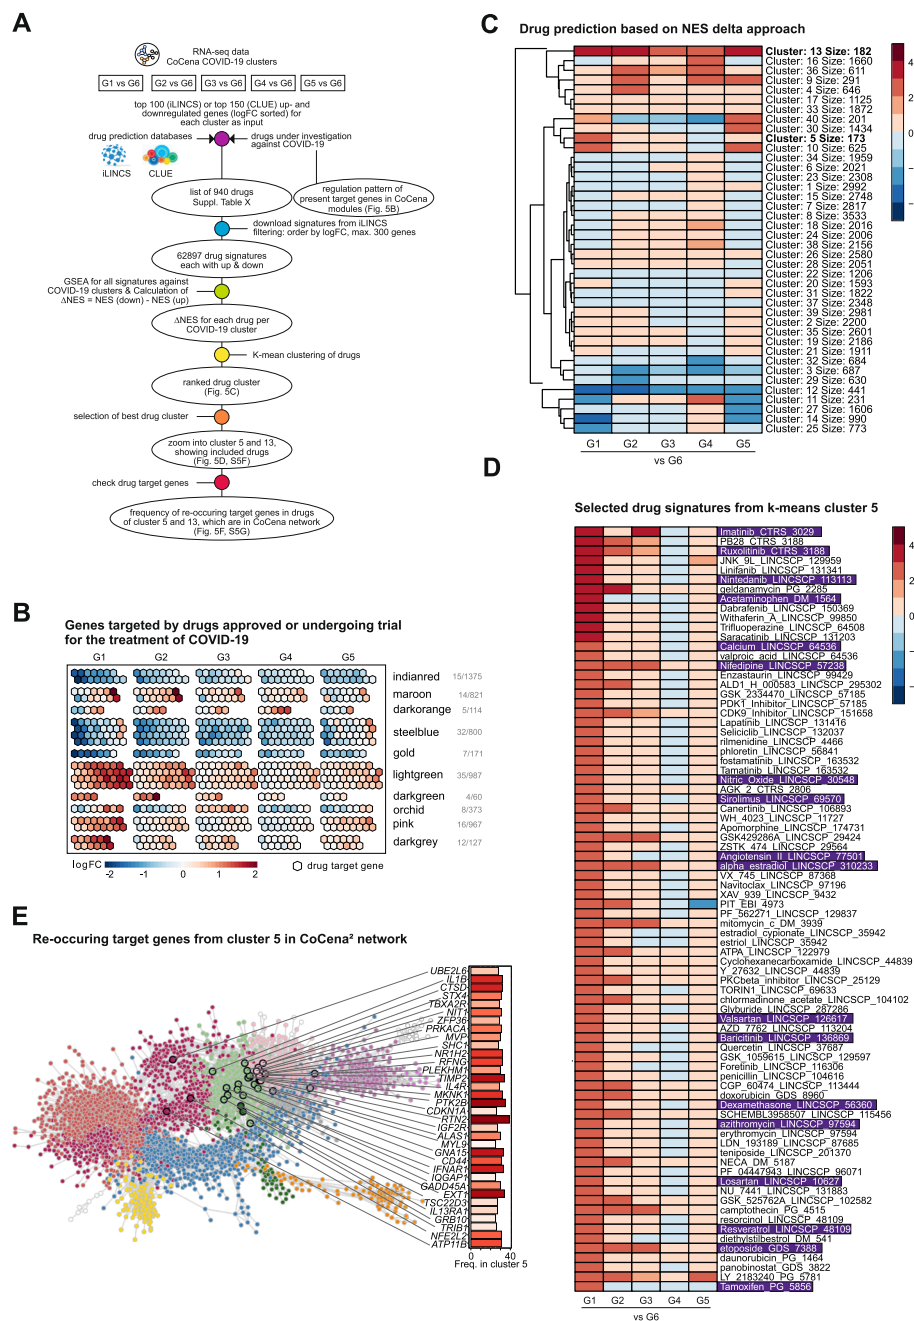 A
RNA-seq data
CoCena COVID-19 clusters
G1 vs G6
G2 vs G6
G3 vs G6
G4 vs G6
G5 vs G6
top 100 (iLINCS) or top 150 (CLUE) up- and
downregulated genes (logFC sorted) for
each cluster as input
drug prediction databases
drugs under investigation
against COVID-19
iLINCS
CLUE
list of 940 drugs
Suppl. Table X
regulation pattern of
present target genes in CoCena
modules (Fig. 5B)
download signatures from iLINCS
filtering: order by logFC, max. 300 genes
62897 drug signatures
each with up & down
GSEA for all signatures against
COVID-19 clusters & Calculation of
ΔNES = NES (down) - NES (up)
ΔNES for each drug per
COVID-19 cluster
K-mean clustering of drugs
ranked drug cluster
(Fig. 5C)
selection of best drug cluster
zoom into cluster 5 and 13,
showing included drugs
(Fig. 5D, S5F)
check drug target genes
frequency of re-occuring target genes in drugs
of cluster 5 and 13, which are in CoCena network
(Fig. 5F, S5G)
B
Genes targeted by drugs approved or undergoing trial
for the treatment of COVID-19
G1 G2 G3 G4 G5
indianred 15/1375
maroon 14/821
darkorange 5/114
steelblue 32/800
gold 7/171
lightgreen 35/987
darkgreen 4/60
orchid 8/373
pink 16/967
darkgrey 12/127
logFC
-2 -1 0 1 2
drug target gene
C
Drug prediction based on NES delta approach
Cluster: 13 Size: 182
Cluster: 16 Size: 1660
Cluster: 36 Size: 611
Cluster: 9 Size: 291
Cluster: 4 Size: 646
Cluster: 17 Size: 1125
Cluster: 33 Size: 1872
Cluster: 40 Size: 201
Cluster: 30 Size: 1434
Cluster: 5 Size: 173
Cluster: 10 Size: 625
Cluster: 34 Size: 1959
Cluster: 6 Size: 2021
Cluster: 23 Size: 2308
Cluster: 1 Size: 2992
Cluster: 15 Size: 2748
Cluster: 7 Size: 2817
Cluster: 8 Size: 3533
Cluster: 18 Size: 2016
Cluster: 24 Size: 2006
Cluster: 38 Size: 2156
Cluster: 26 Size: 2580
Cluster: 28 Size: 2051
Cluster: 22 Size: 1206
Cluster: 20 Size: 1593
Cluster: 31 Size: 1822
Cluster: 37 Size: 2348
Cluster: 39 Size: 2981
Cluster: 2 Size: 2200
Cluster: 35 Size: 2601
Cluster: 19 Size: 2186
Cluster: 21 Size: 1911
Cluster: 32 Size: 684
Cluster: 3 Size: 687
Cluster: 29 Size: 630
Cluster: 12 Size: 441
Cluster: 11 Size: 231
Cluster: 27 Size: 1606
Cluster: 14 Size: 990
Cluster: 25 Size: 773
G1 G2 G3 G4 G5
vs G6
4
2
0
D
Selected drug signatures from k-means cluster 5
Imatinib_CTRS_3029
PB28_CTRS_3188
Ruxolitinib_CTRS_3188
JNK_9L_LINCSCP_129959
Linifanib_LINCSCP_131341
Nintedanib_LINCSCP_113113
geldanamycin_PG_2285
Acetaminophen_DM_1564
Dabrafenib_LINCSCP_150369
Withaferin_A_LINCSCP_99850
Trifluoperazine_LINCSCP_64508
Saracatinib_LINCSCP_131203
Calcium_LINCSCP_64536
valproic_acid_LINCSCP_64536
Nifedipine_LINCSCP_57238
Enzastaurin_LINCSCP_99429
ALD1_H_000583_LINCSCP_295302
GSK_2334470_LINCSCP_57185
PDK1_Inhibitor_LINCSCP_57185
CDK9_Inhibitor_LINCSCP_151658
Lapatinib_LINCSCP_131416
Seliciclib_LINCSCP_132037
rilmenidine_LINCSCP_4466
phloretin_LINCSCP_56841
fostamatinib_LINCSCP_163532
Tamatinib_LINCSCP_163532
Nitric_Oxide_LINCSCP_30548
AGK_2_CTRS_2806
Sirolimus_LINCSCP_69570
Canertinib_LINCSCP_106893
WH_4023_LINCSCP_11727
Apomorphine_LINCSCP_174731
GSK429286A_LINCSCP_29424
ZSTK_474_LINCSCP_29564
Angiotensin_II_LINCSCP_77501
alpha_estradiol_LINCSCP_310233
VX_745_LINCSCP_87368
Navitoclax_LINCSCP_97196
XAV_939_LINCSCP_9432
PIT_EBI_4973
PF_562271_LINCSCP_129837
mitomycin_c_DM_3939
estradiol_cypionate_LINCSCP_35942
estriol_LINCSCP_35942
ATPA_LINCSCP_122979
Cyclohexanecarboxamide_LINCSCP_44839
Y_27632_LINCSCP_44839
PKCbeta_inhibitor_LINCSCP_25129
TORIN1_LINCSCP_69633
chlormadinone_acetate_LINCSCP_104102
Glyburide_LINCSCP_287286
Valsartan_LINCSCP_126617
AZD_7762_LINCSCP_113204
Baricitinib_LINCSCP_136869
Quercetin_LINCSCP_37687
GSK_1059615_LINCSCP_129597
Foretinib_LINCSCP_116306
penicillin_LINCSCP_104616
CGP_60474_LINCSCP_113444
doxorubicin_GDS_8960
Dexamethasone_LINCSCP_56360
SCHEMBL3958507_LINCSCP_115456
azithromycin_LINCSCP_97594
erythromycin_LINCSCP_97594
LDN_193189_LINCSCP_87685
teniposide_LINCSCP_201370
NECA_DM_5187
PF_04447943_LINCSCP_96071
Losartan_LINCSCP_10627
NU_7441_LINCSCP_131883
GSK_525762A_LINCSCP_102582
camptothecin_PG_4515
resorcinol_LINCSCP_48109
Resveratrol_LINCSCP_48109
diethylstilbestrol_DM_541
etoposide_GDS_7388
daunorubicin_PG_1464
panobinostat_GDS_3822
LY_2183240_PG_5781
Tamoxifen_PG_5856
G1 G2 G3 G4 G5
vs G6
4
2
0
E
Re-occuring target genes from cluster 5 in CoCena² network
UBE2L6
IL1B
CTSD
STX4
TBXA2R
NIT1
ZFP36
PRKACA
MVP
SHC1
NR1H2
RFNG
PLEKHM1
TIMP2
IL4R
MKNK1
PTK2B
CDKN1A
RTN2
IGF2R
ALAS1
MYL9
GNA15
CD44
IFNAR1
IQGAP1
GADD45A
EXT1
TSC22D3
IL13RA1
GRB10
TRIB1
NFE2L2
ATP11B
0 40
Freq. in cluster 5